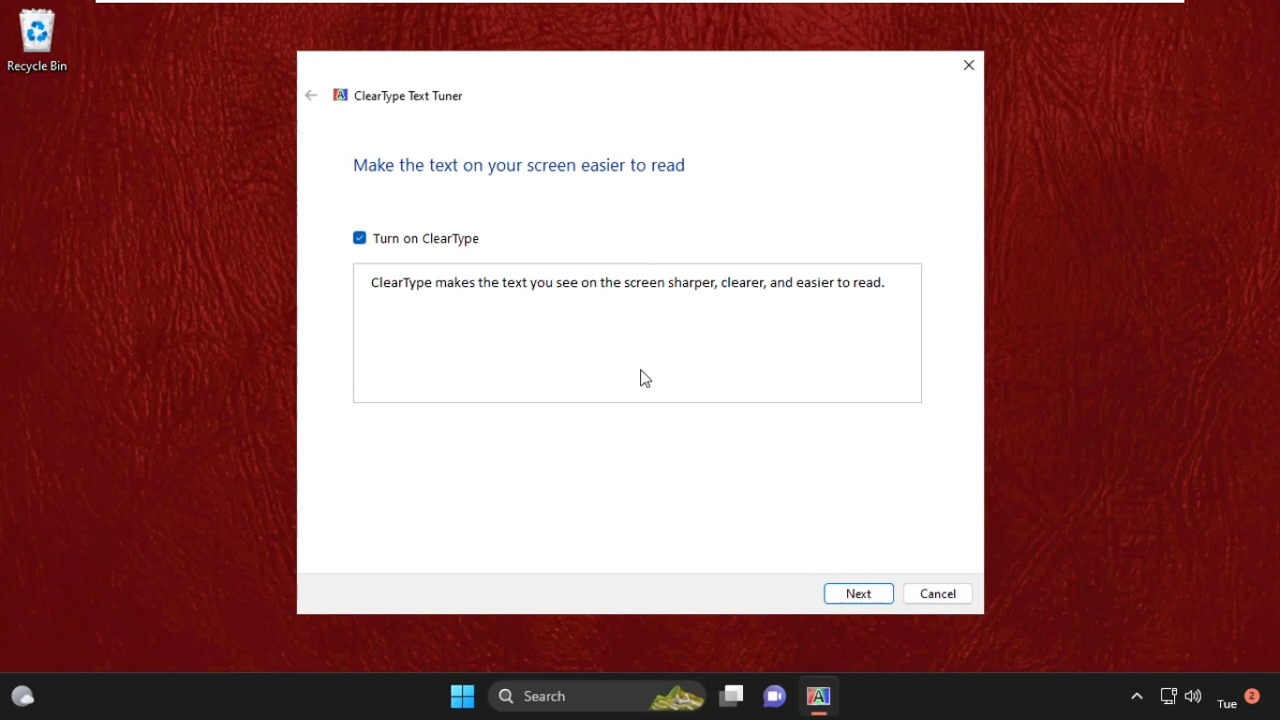 Recycle Bin
ClearType Text Tuner
Make the text on your screen easier to read
Turn on ClearType
ClearType makes the text you see on the screen sharper, clearer, and easier to read.
Next
Cancel
Search
Tue
2